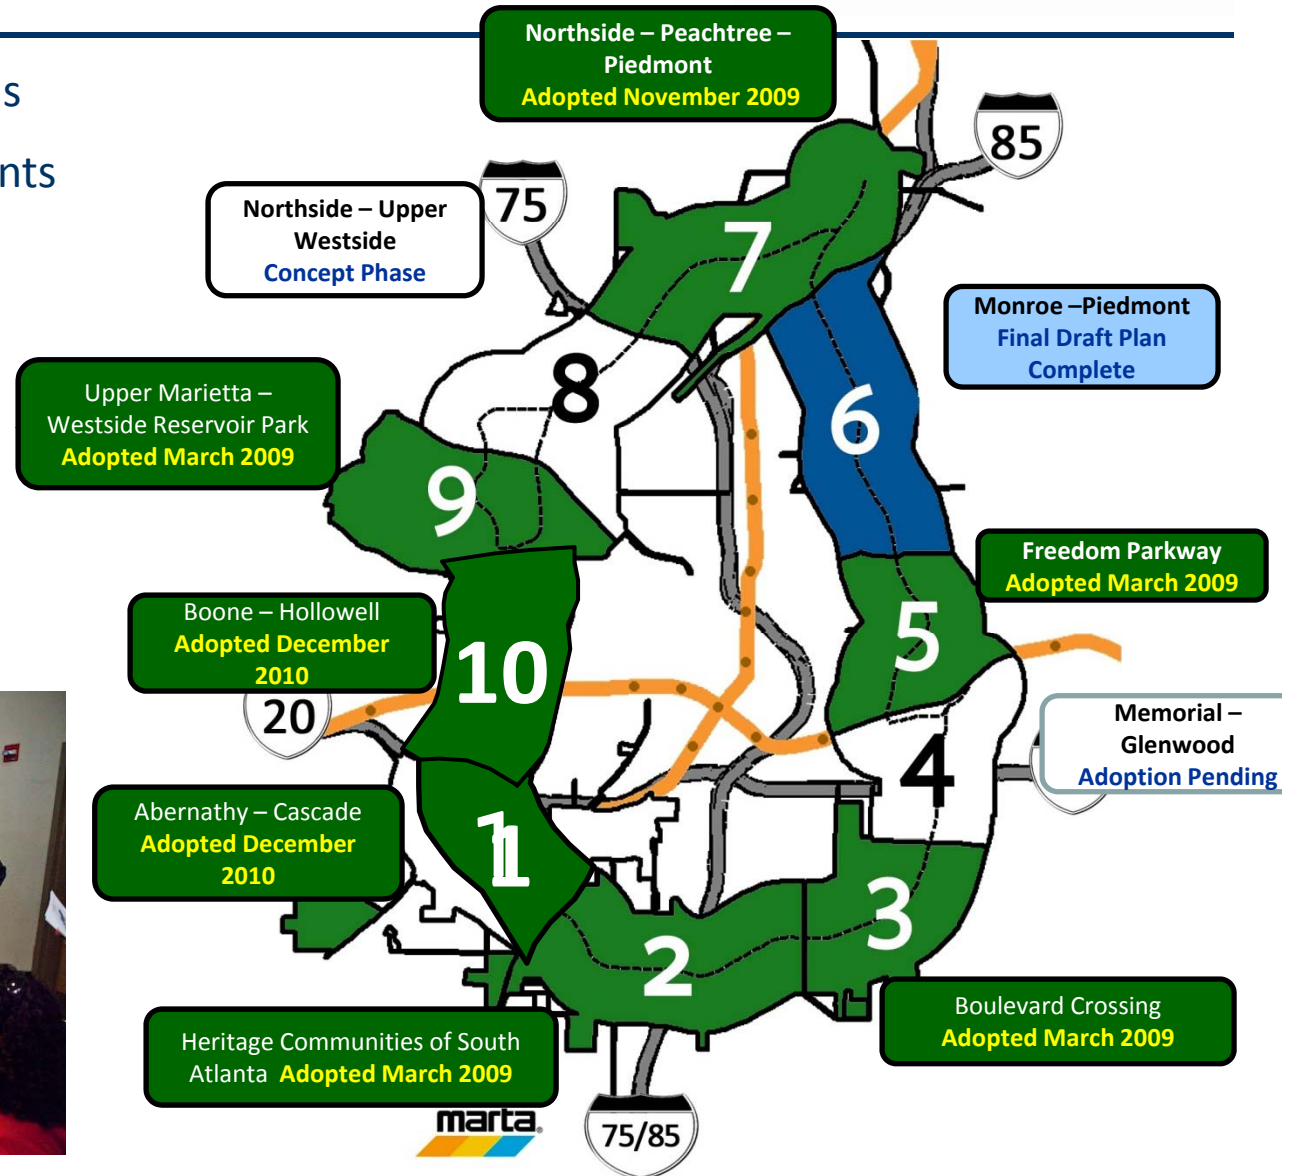 s
nts
Northside – Peachtree –
Piedmont
Adopted November 2009
85
75
Northside – Upper
Westside
Concept Phase
7
Monroe –Piedmont
Final Draft Plan
Complete
8
Upper Marietta –
Westside Reservoir Park
Adopted March 2009
6
9
Freedom Parkway
Adopted March 2009
Boone – Hollowell
Adopted December
2010
5
10
20
Memorial –
Glenwood
Adoption Pending
4
Abernathy – Cascade
Adopted December
2010
1
3
2
Boulevard Crossing
Adopted March 2009
Heritage Communities of South
Atlanta Adopted March 2009
marta
75/85